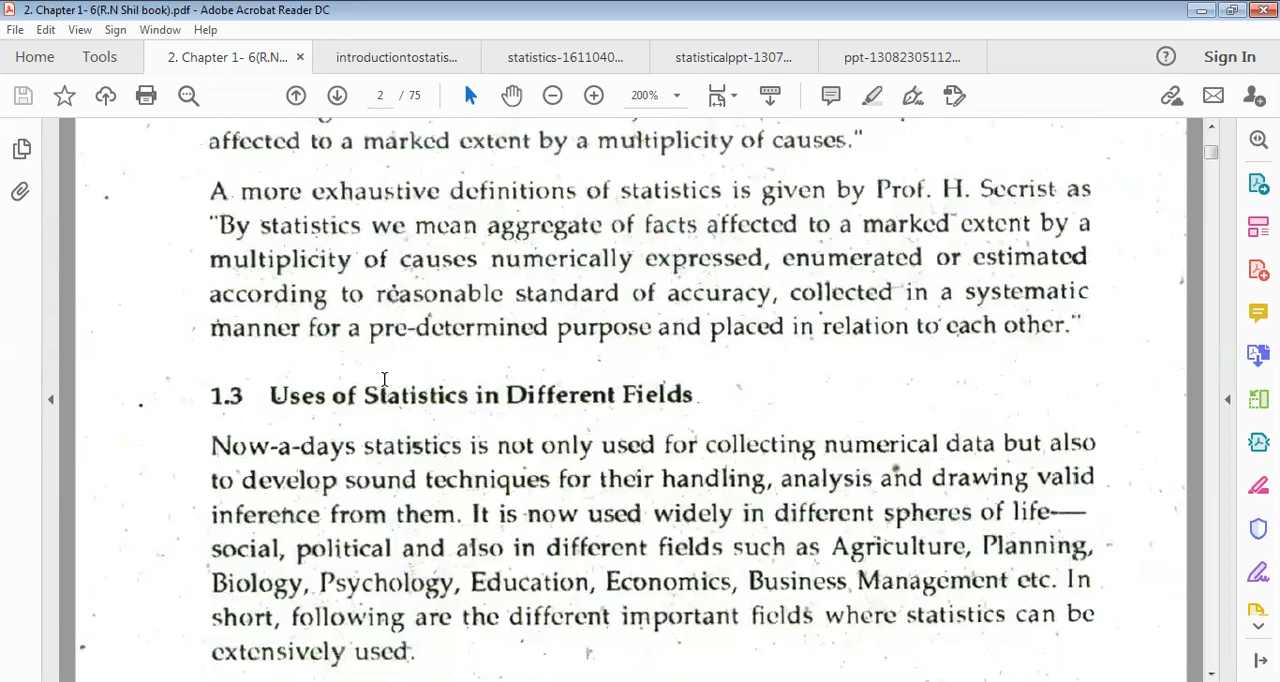 2. Chapter 1- 6(R.N Shil book).pdf - Adobe Acrobat Reader DC
File Edit View Sign Window Help
Home Tools 2. Chapter 1- 6(R.N... × introductiontostatis... statistics-1611040... statisticalppt-1307... ppt-13082305112... Sign In
2 / 75 200%
affected to a marked extent by a multiplicity of causes."
A more exhaustive definitions of statistics is given by Prof. H. Secrist as
"By statistics we mean aggregate of facts affected to a marked extent by a
multiplicity of causes numerically expressed, enumerated or estimated
according to reasonable standard of accuracy, collected in a systematic
manner for a pre-determined purpose and placed in relation to each other."
1.3 Uses of Statistics in Different Fields
Now-a-days statistics is not only used for collecting numerical data but also
to develop sound techniques for their handling, analysis and drawing valid
inference from them. It is now used widely in different spheres of life—
social, political and also in different fields such as Agriculture, Planning,
Biology, Psychology, Education, Economics, Business Management etc. In
short, following are the different important fields where statistics can be
extensively used.